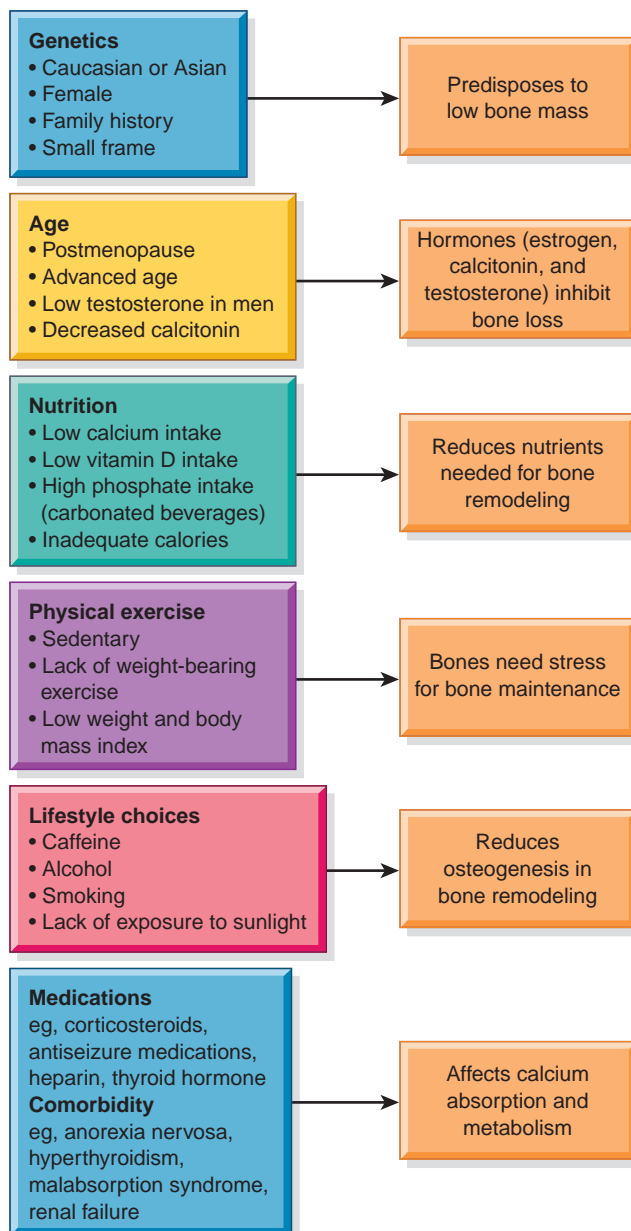 Genetics
• Caucasian or Asian
• Female
• Family history
• Small frame
Predisposes to
low bone mass
Age
• Postmenopause
• Advanced age
• Low testosterone in men
• Decreased calcitonin
Hormones (estrogen,
calcitonin, and
testosterone) inhibit
bone loss
Nutrition
• Low calcium intake
• Low vitamin D intake
• High phosphate intake
(carbonated beverages)
• Inadequate calories
Reduces nutrients
needed for bone
remodeling
Physical exercise
• Sedentary
• Lack of weight-bearing
exercise
• Low weight and body
mass index
Bones need stress
for bone maintenance
Lifestyle choices
• Caffeine
• Alcohol
• Smoking
• Lack of exposure to sunlight
Reduces
osteogenesis in
bone remodeling
Medications
eg, corticosteroids,
antiseizure medications,
heparin, thyroid hormone
Comorbidity
eg, anorexia nervosa,
hyperthyroidism,
malabsorption syndrome,
renal failure
Affects calcium
absorption and
metabolism